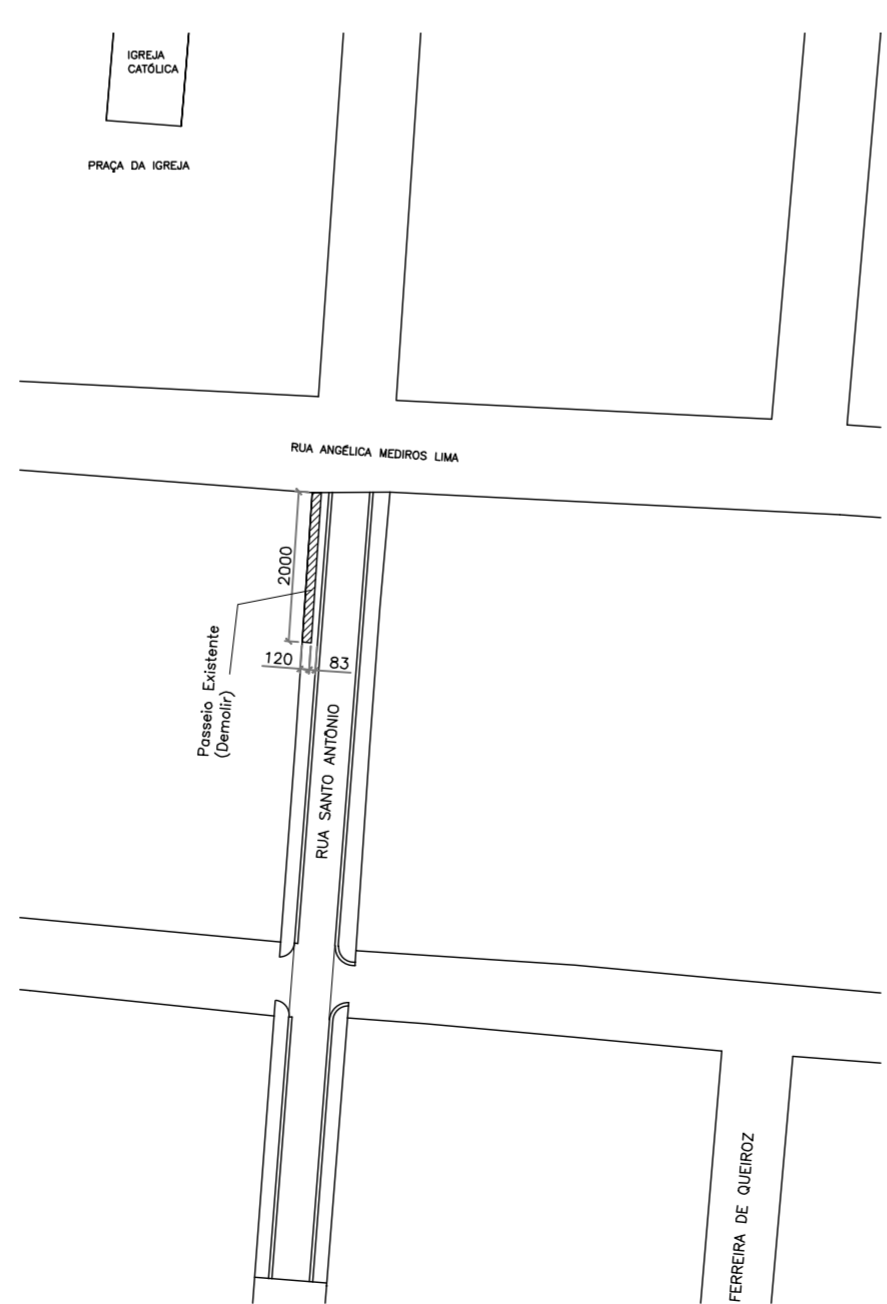 IGREJA
CATÓLICA
PRAÇA DA IGREJA
RUA ANGÉLICA MEDIROS LIMA
2000
120
83
Passeio Existente
(Demolir)
RUA SANTO ANTÔNIO
FERREIRA DE QUEIROZ